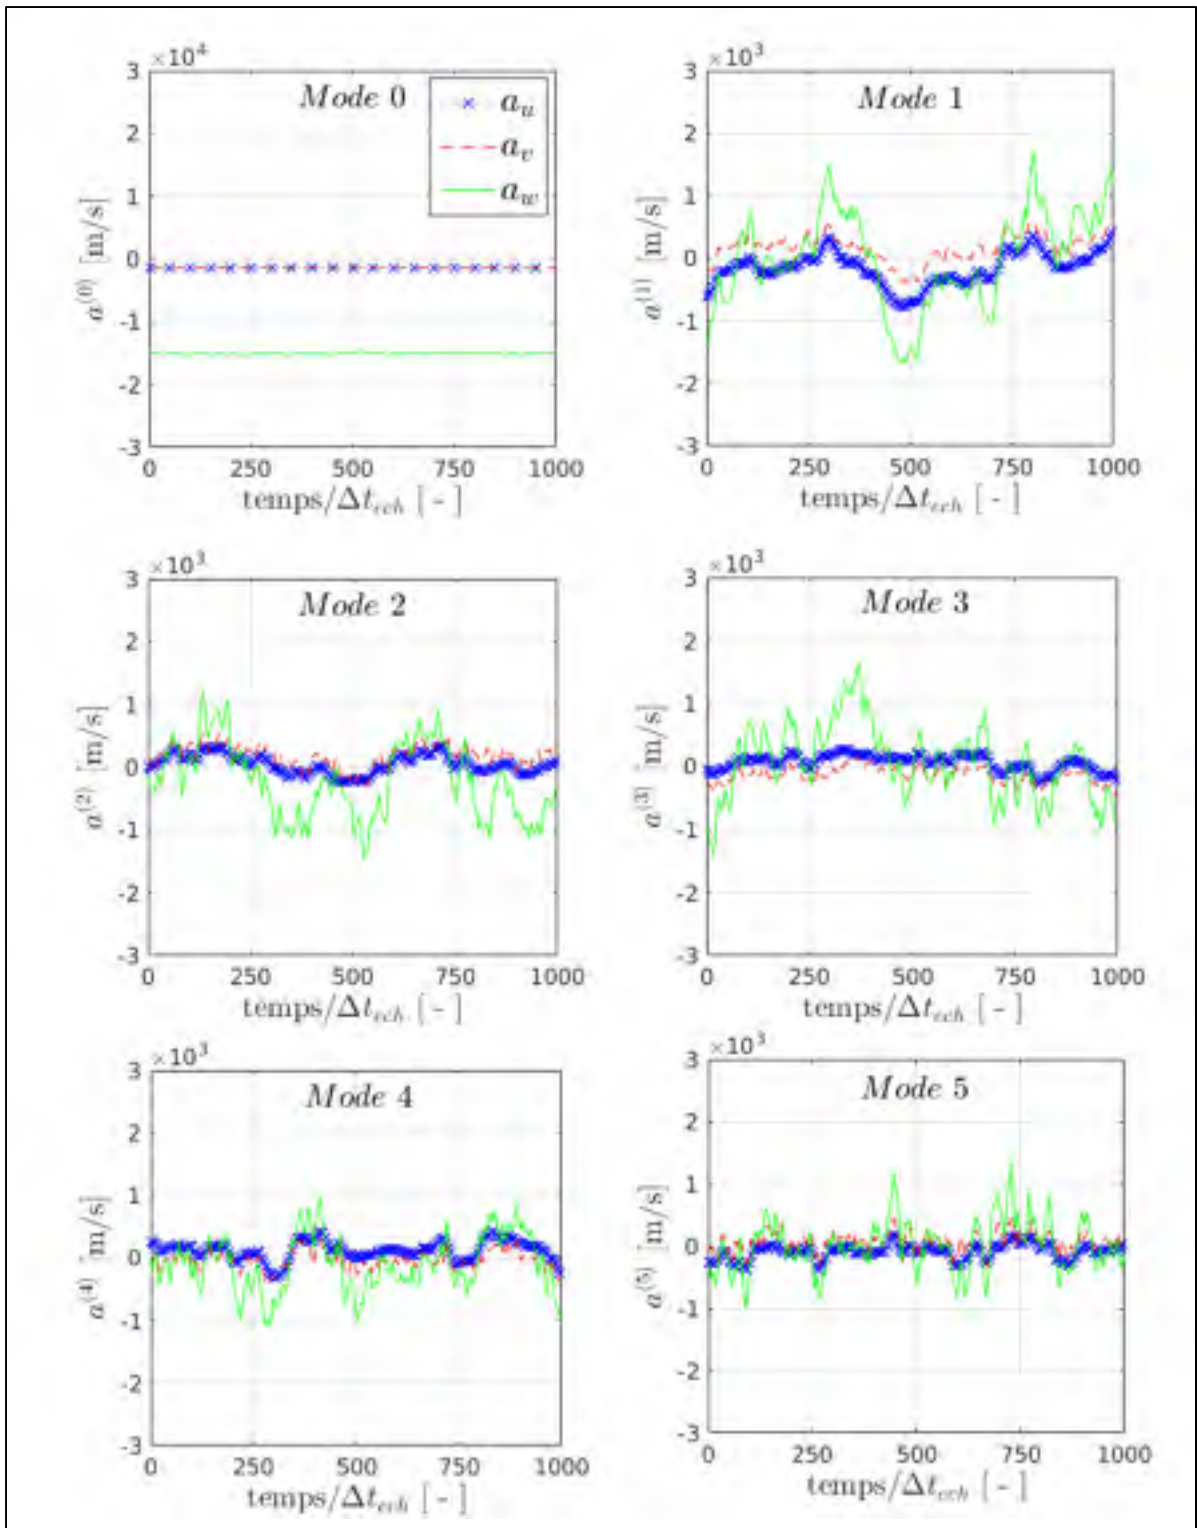 ×10⁴
3
2
1
0
-1
-2
-3
Mode 0
a_u
a_v
a_w
a⁽⁰⁾ [m/s]
0 250 500 750 1000
temps/Δt_ech [ - ]
×10³
3
2
1
0
-1
-2
-3
Mode 1
a⁽¹⁾ [m/s]
0 250 500 750 1000
temps/Δt_ech [ - ]
×10³
3
2
1
0
-1
-2
-3
Mode 2
a⁽²⁾ [m/s]
0 250 500 750 1000
temps/Δt_ech [ - ]
×10³
3
2
1
0
-1
-2
-3
Mode 3
a⁽³⁾ [m/s]
0 250 500 750 1000
temps/Δt_ech [ - ]
×10³
3
2
1
0
-1
-2
-3
Mode 4
a⁽⁴⁾ [m/s]
0 250 500 750 1000
temps/Δt_ech [ - ]
×10³
3
2
1
0
-1
-2
-3
Mode 5
a⁽⁵⁾ [m/s]
0 250 500 750 1000
temps/Δt_ech [ - ]